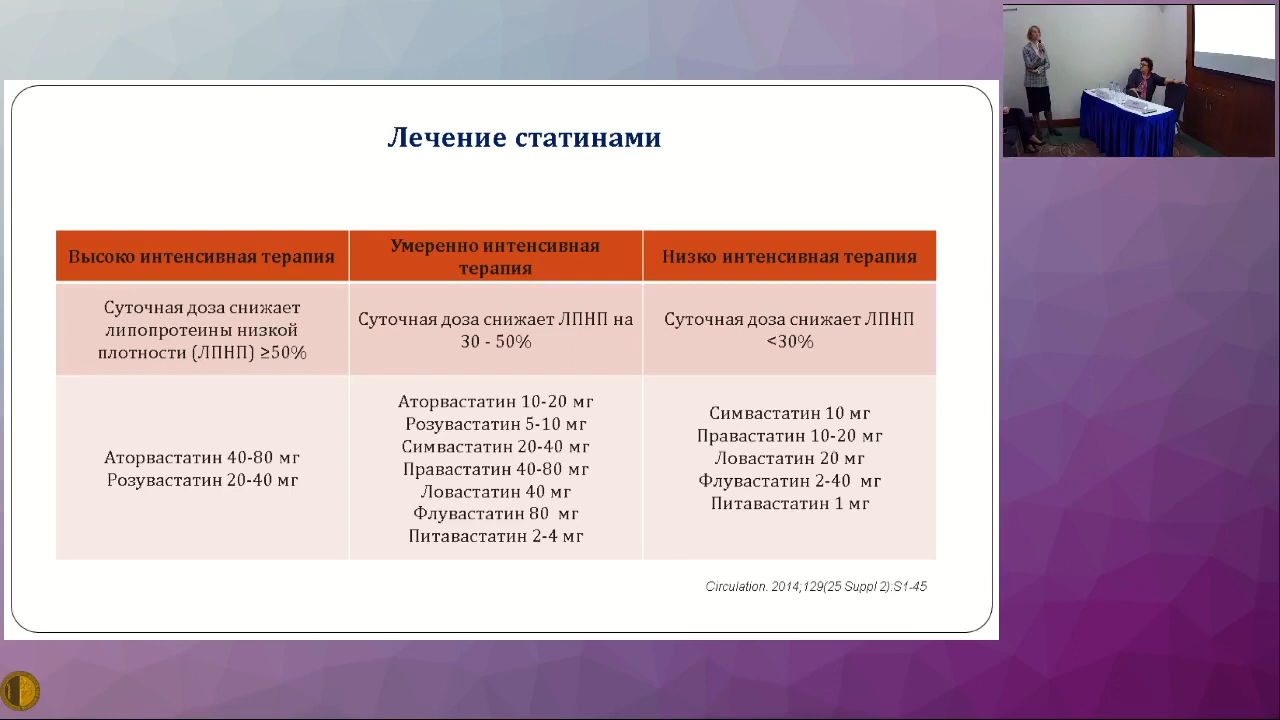 Лечение статинами
Высоко интенсивная терапия
Умеренно интенсивная
терапия
Низко интенсивная терапия
Суточная доза снижает
липопротеины низкой
плотности (ЛПНП) ≥50%
Суточная доза снижает ЛПНП на
30 - 50%
Суточная доза снижает ЛПНП
<30%
Аторвастатин 40-80 мг
Розувастатин 20-40 мг
Аторвастатин 10-20 мг
Розувастатин 5-10 мг
Симвастатин 20-40 мг
Правастатин 40-80 мг
Ловастатин 40 мг
Флувастатин 80 мг
Питавастатин 2-4 мг
Симвастатин 10 мг
Правастатин 10-20 мг
Ловастатин 20 мг
Флувастатин 2-40 мг
Питавастатин 1 мг
Circulation. 2014;129(25 Suppl 2):S1-45